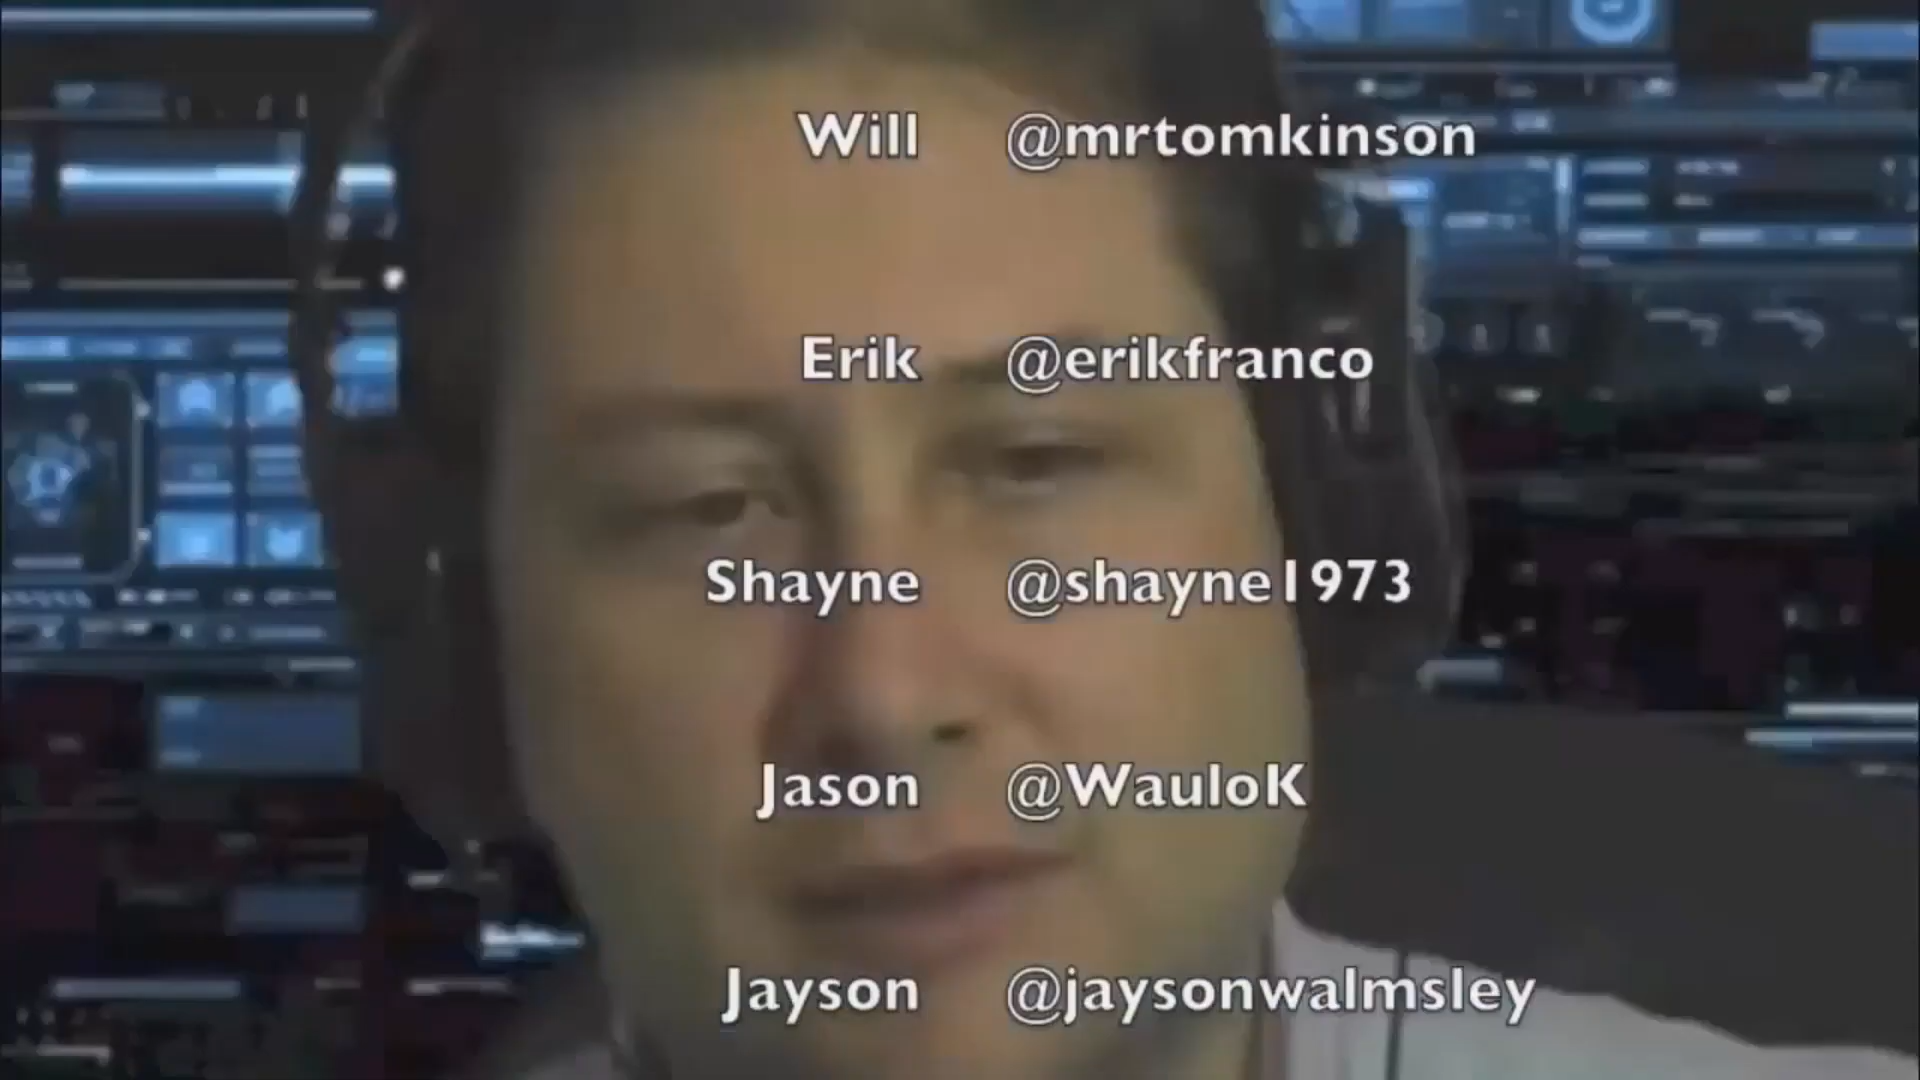 Will @mrtomkinson
Erik @erikfranco
Shayne @shayne1973
Jason @WauloK
Jayson @jaysonwalmsley